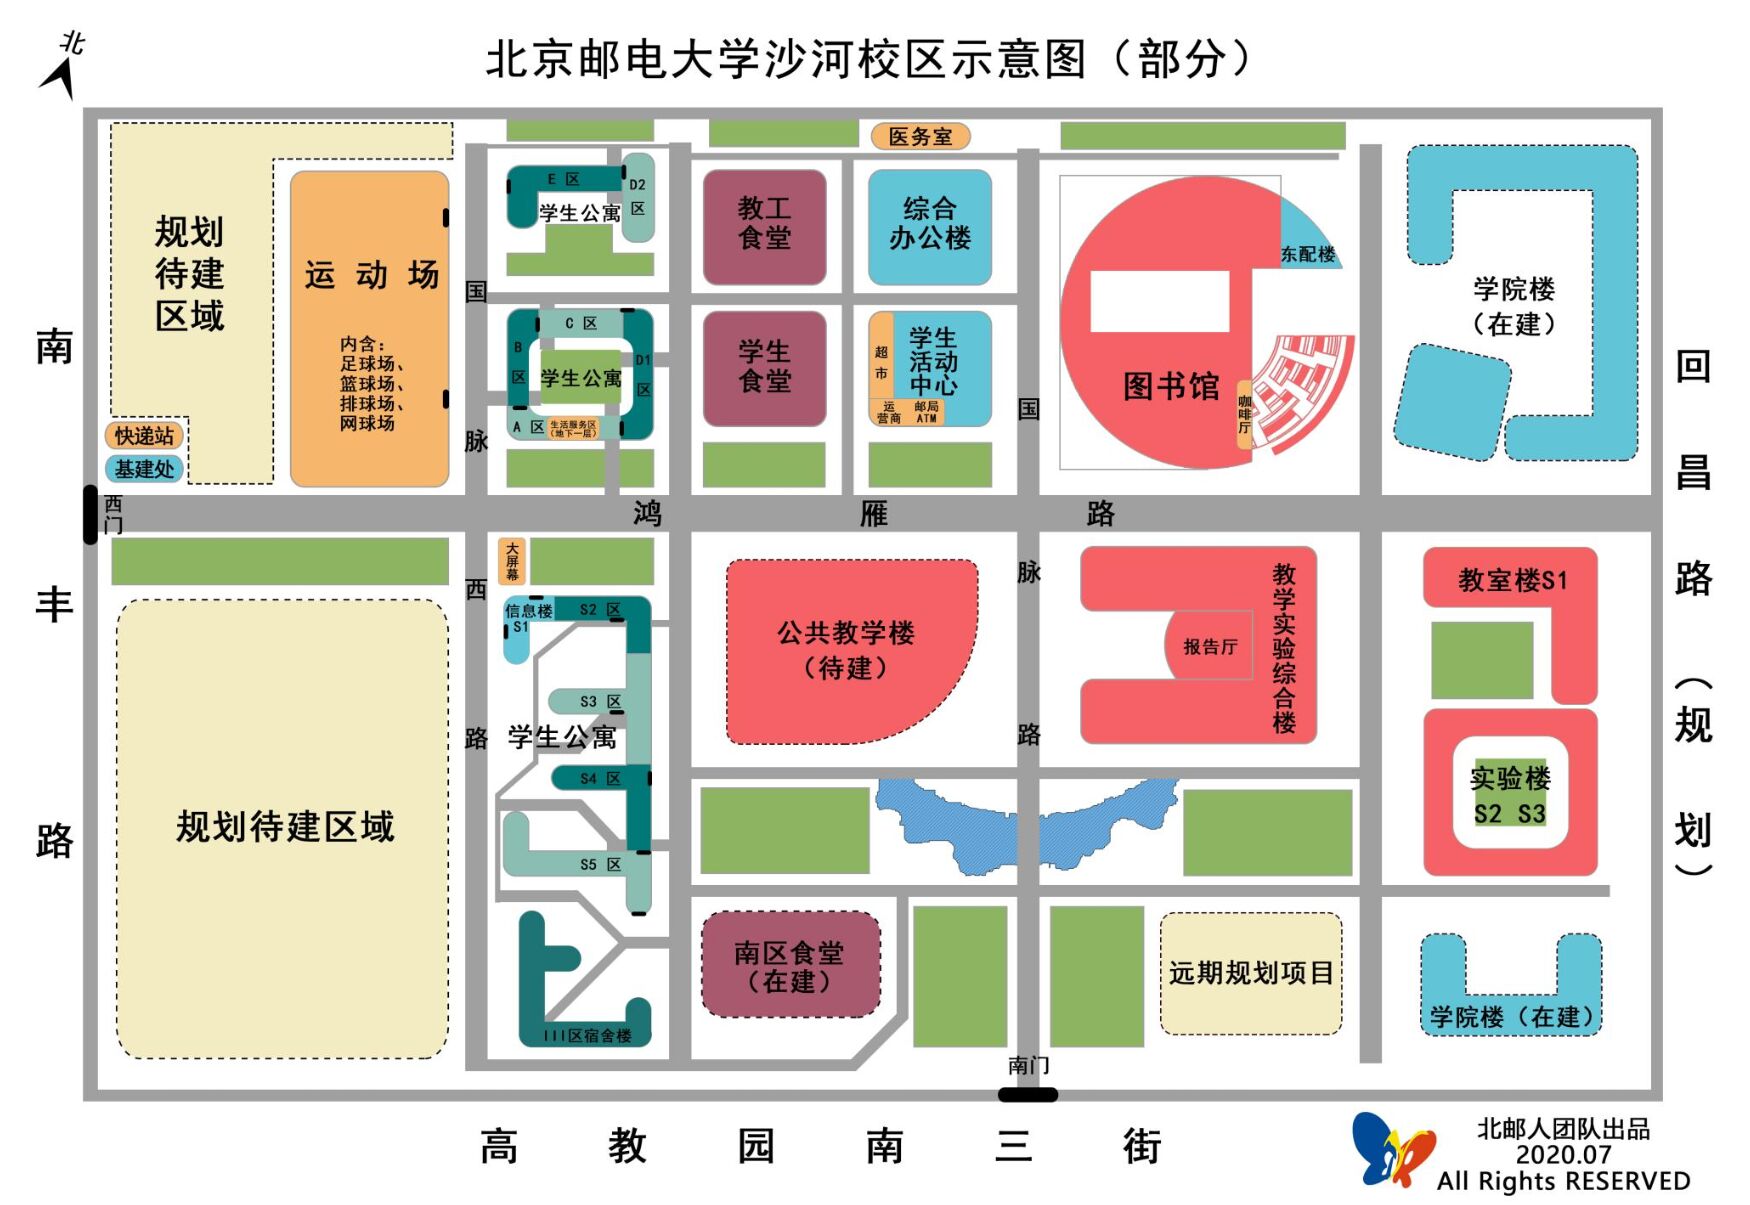 北
北京邮电大学沙河校区示意图（部分）
医务室
规划
待建
区域
运 动 场
内含：
足球场、
篮球场、
排球场、
网球场
快递站
基建处
西
门
E 区
D2
区
学生公寓
C 区
B
区
D1
区
学生公寓
A 区
生活服务区
（地下一层）
教工
食堂
综合
办公楼
学生
食堂
超
市
学生
活动
中心
运
营商
邮局
ATM
东配楼
图书馆
咖
啡
厅
学院楼
（在建）
国
脉
西
路
国
脉
路
鸿 雁 路
大
屏
幕
信息楼
S1
S2 区
S3 区
学生公寓
S4 区
S5 区
III区宿舍楼
规划待建区域
公共教学楼
（待建）
报告厅
教
学
实
验
综
合
楼
教室楼S1
实验楼
S2 S3
南区食堂
（在建）
远期规划项目
学院楼（在建）
南门
南
丰
路
回
昌
路
（
规
划
）
高 教 园 南 三 街
北邮人团队出品
2020.07
All Rights RESERVED